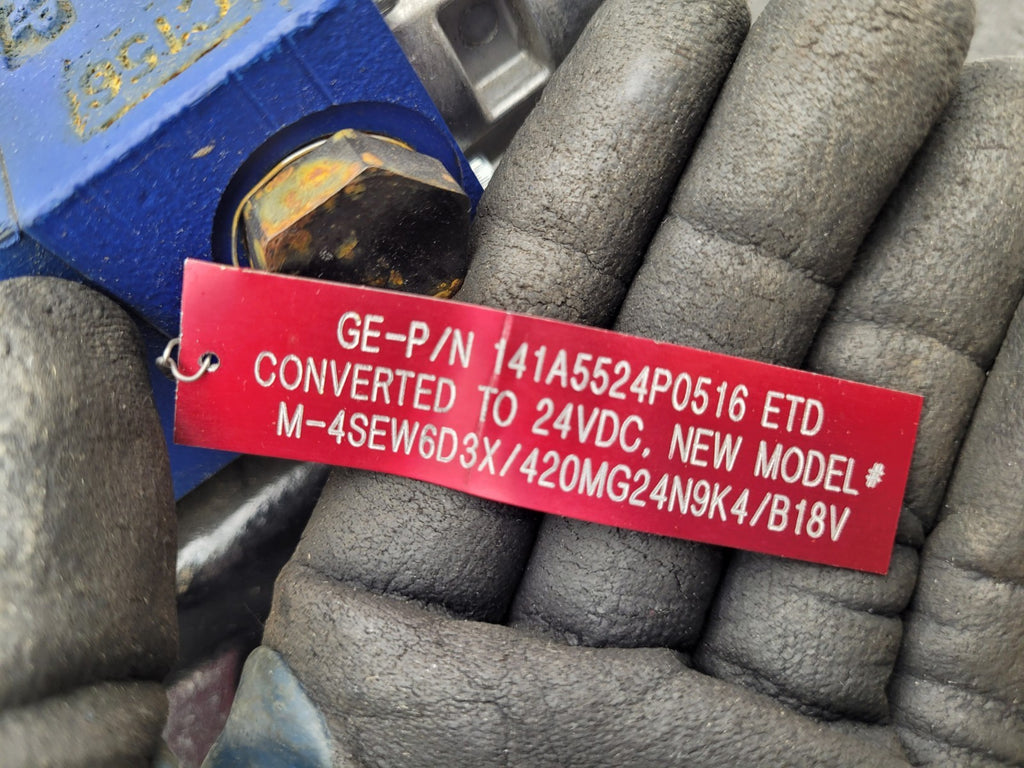 GE-P/N 141A5524P0516 ETD
CONVERTED TO 24VDC, NEW MODEL#
M-4SEW6D3X/420MG24N9K4/B18V